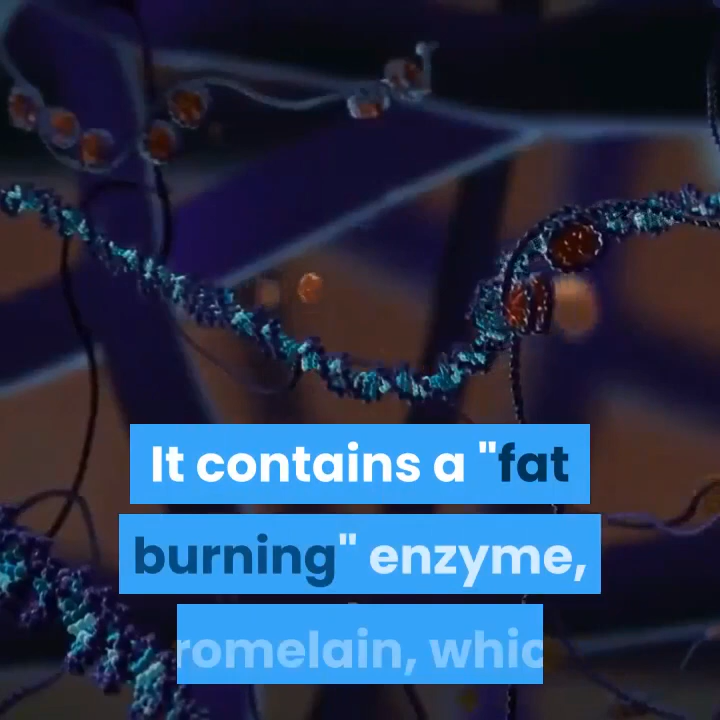 It contains a "fat
burning" enzyme,
romelain, whic